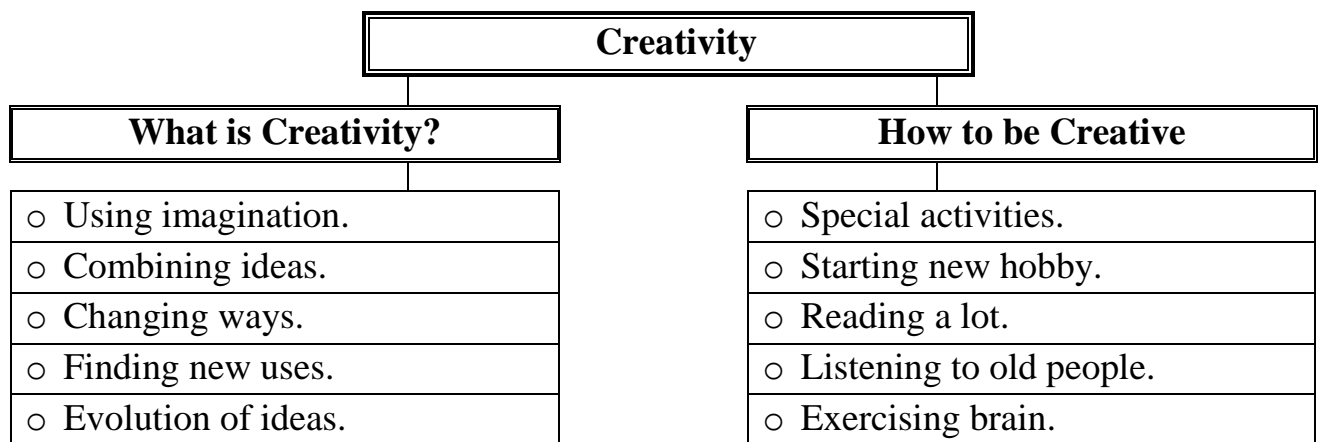 Creativity
What is Creativity?
o Using imagination.
o Combining ideas.
o Changing ways.
o Finding new uses.
o Evolution of ideas.
How to be Creative
o Special activities.
o Starting new hobby.
o Reading a lot.
o Listening to old people.
o Exercising brain.